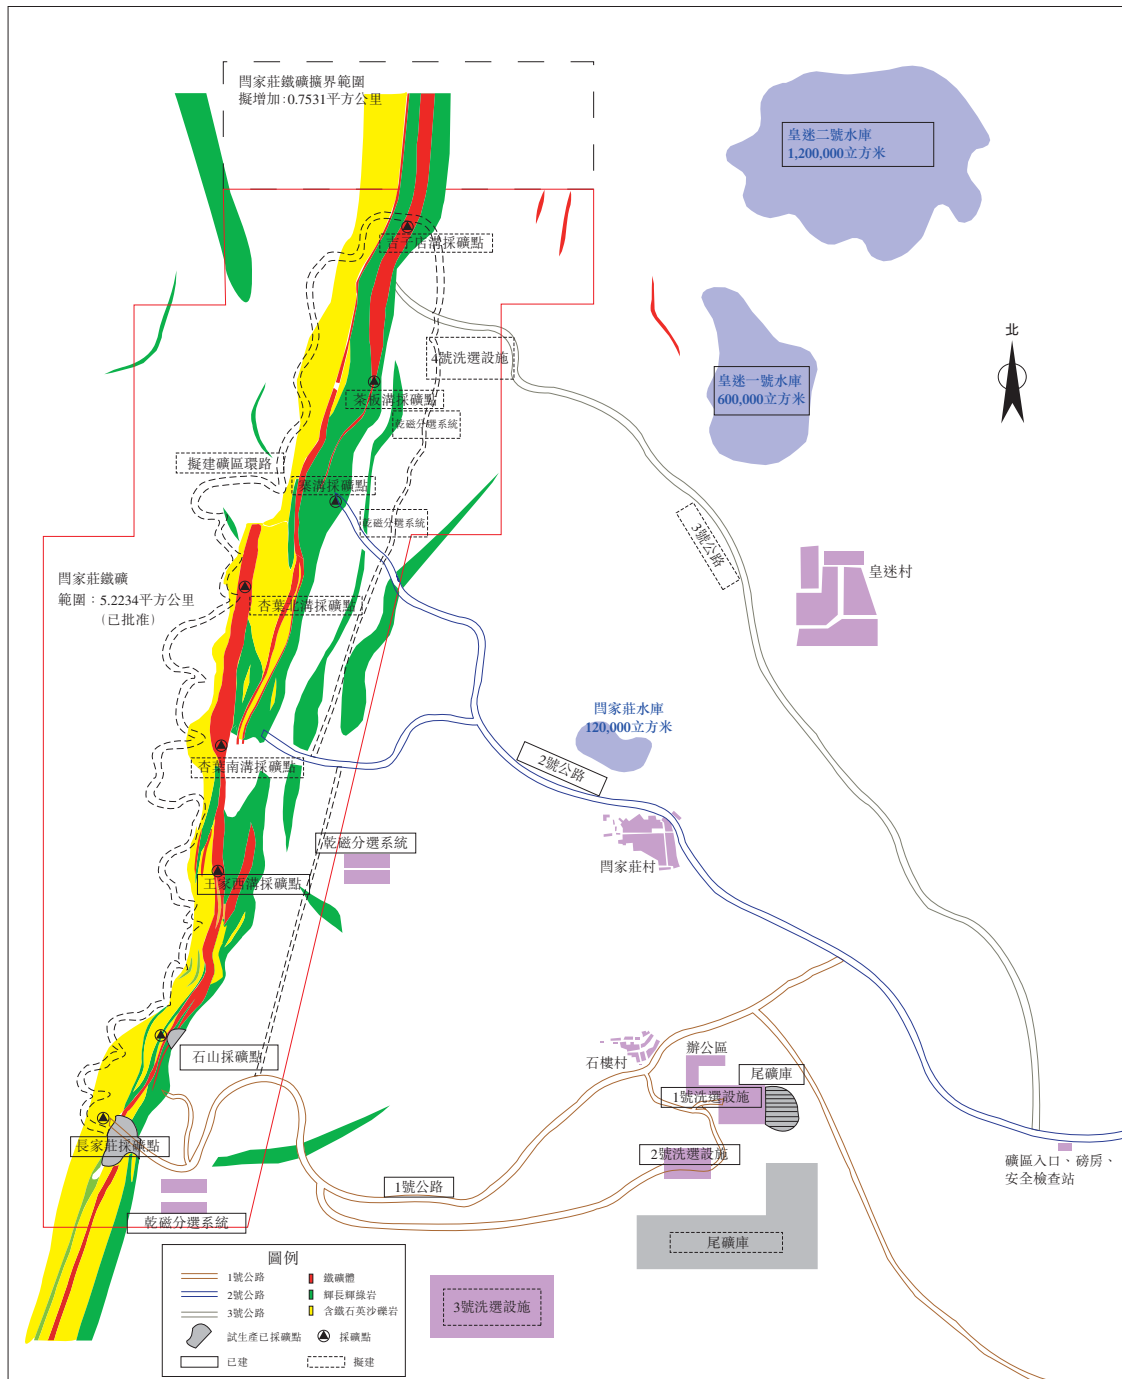 閆家莊鐵礦擴界範圍
擬增加：0.7531平方公里
皇迷二號水庫
1,200,000立方米
吉子店溝採礦點
北
4號洗選設施
皇迷一號水庫
600,000立方米
茶板溝採礦點
乾磁分選系統
擬建礦區環路
葉溝採礦點
乾磁分選系統
3號公路
皇迷村
閆家莊鐵礦
範圍：5.2234平方公里
（已批准）
杏葉北溝採礦點
閆家莊水庫
120,000立方米
2號公路
杏葉南溝採礦點
乾磁分選系統
閆家莊村
王家西溝採礦點
石山採礦點
石樓村
辦公區
尾礦庫
1號洗選設施
長家莊採礦點
2號洗選設施
礦區入口、磅房、
安全檢查站
1號公路
乾磁分選系統
尾礦庫
圖例
1號公路
鐵礦體
2號公路
輝長輝綠岩
3號公路
含鐵石英沙礫岩
試生產已採礦點
採礦點
已建
擬建
3號洗選設施